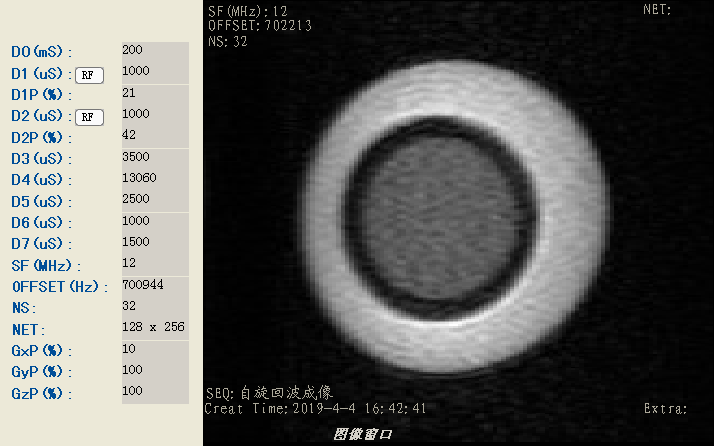 D0(mS): 200
D1(uS): RF 1000
D1P(%): 21
D2(uS): RF 1000
D2P(%): 42
D3(uS): 3500
D4(uS): 13060
D5(uS): 2500
D6(uS): 1000
D7(uS): 1500
SF(MHz): 12
OFFSET(Hz): 700944
NS: 32
NET: 128 x 256
GxP(%): 10
GyP(%): 100
GzP(%): 100
SF(MHz): 12
OFFSET: 702213
NS: 32
NET:
SEQ: 自旋回波成像
Creat Time: 2019-4-4 16:42:41
Extra:
图像窗口